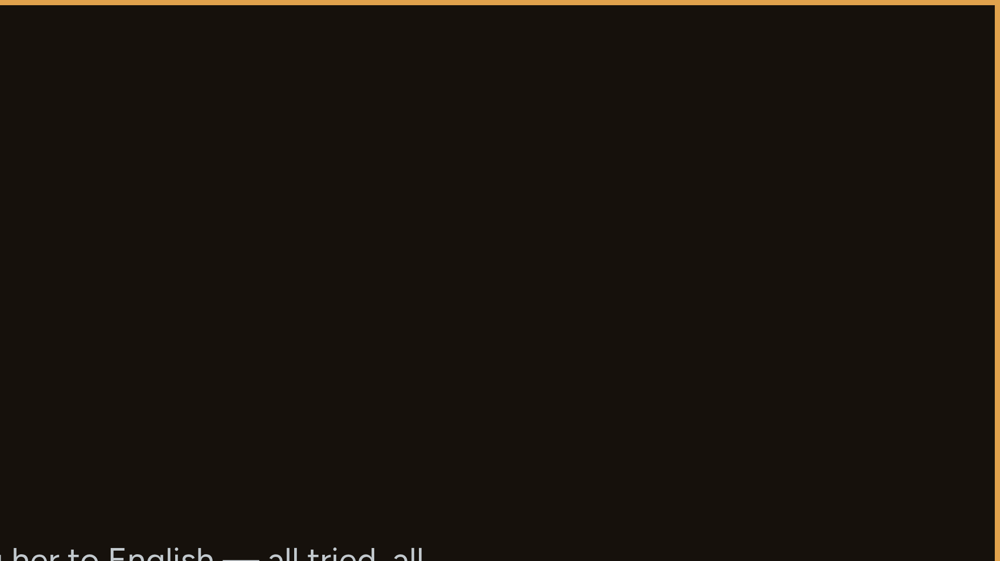 her to English — all tried, all